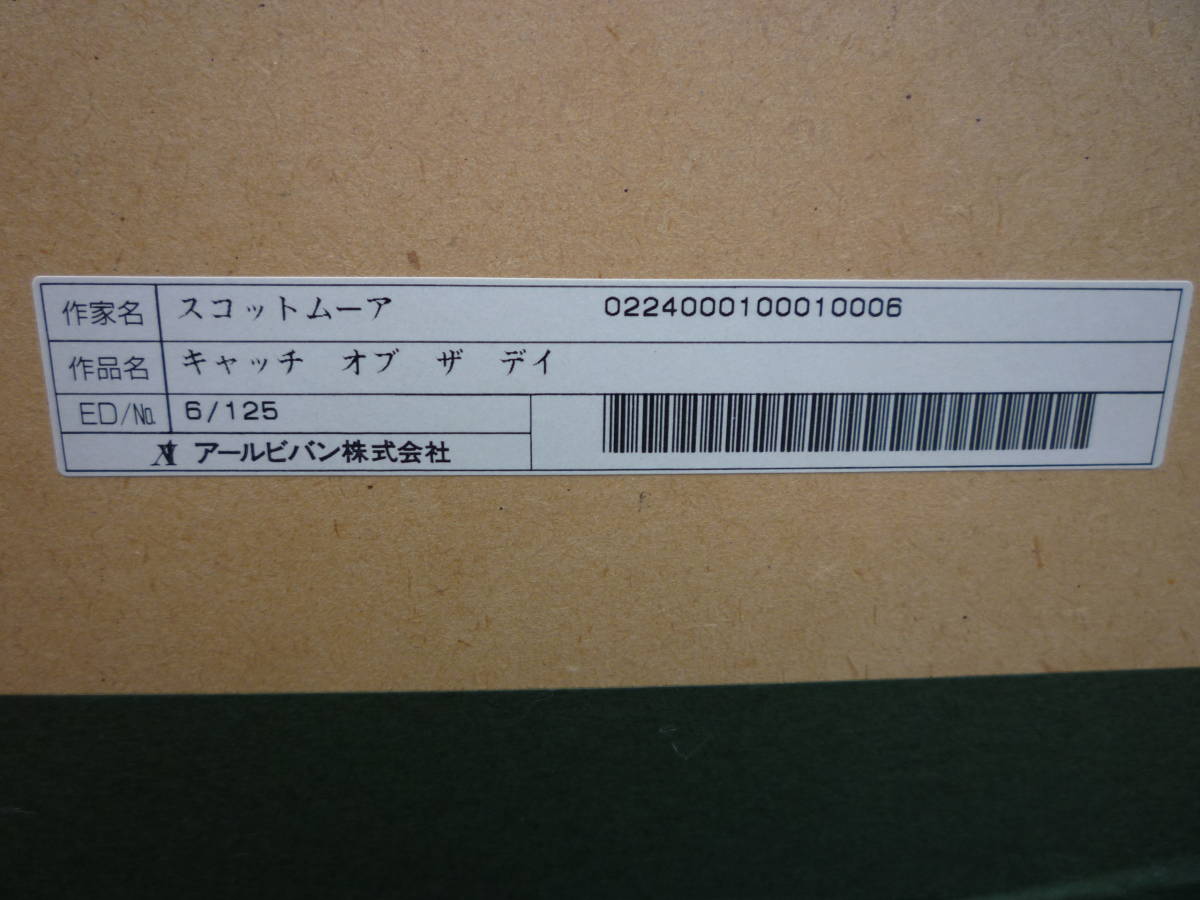 作家名 スコットムーア 0224000100010006
作品名 キャッチ オブ ザ デイ
ED/№ 6/125
アールビバン株式会社